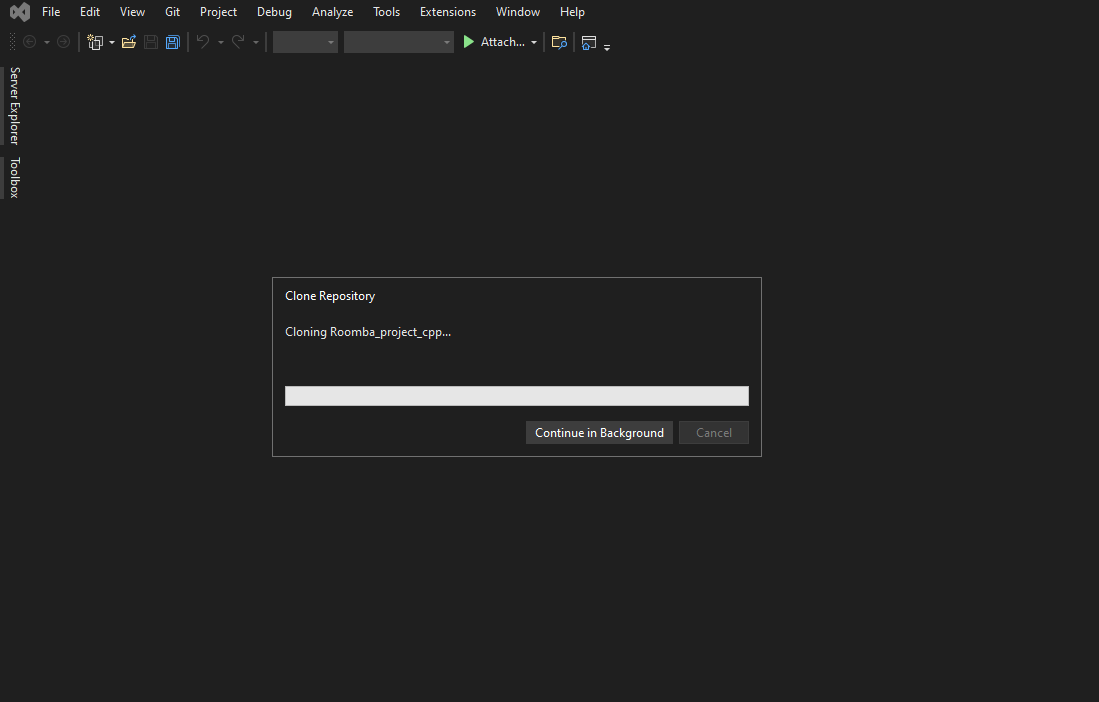 File Edit View Git Project Debug Analyze Tools Extensions Window Help
Attach...
Server Explorer
Toolbox
Clone Repository
Cloning Roomba_project_cpp...
Continue in Background Cancel